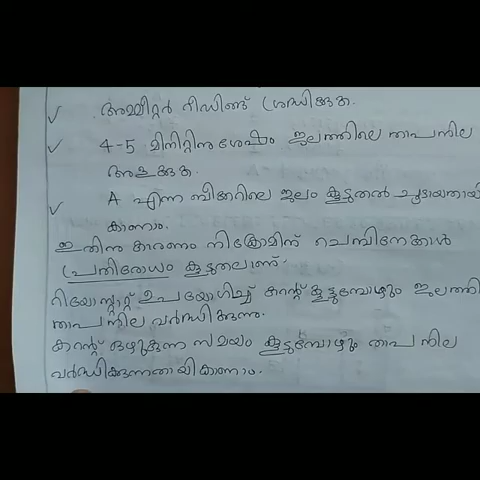 ✓ അമ്മീറ്റർ റീഡിങ്ങ് ശ്രദ്ധിക്കുക.
✓ 4-5 മിനിറ്റിനുശേഷം ജലത്തിലെ താപനില
അളക്കുക.
✓ A എന്ന ബീക്കറിലെ ജലം കൂടുതൽ ചൂടായതായി
കാണാം.
ഇതിനു കാരണം നിക്രോമിന് ചെമ്പിനേക്കാൾ
പ്രതിരോധം കൂടുതലാണ്.
റിയോസ്റ്റാറ്റ് ഉപയോഗിച്ച് കറന്റ് കൂട്ടുമ്പോഴും ജലത്തി
താപനില വർദ്ധിക്കുന്നു.
കറന്റ് ഒഴുകുന്ന സമയം കൂടുമ്പോഴും താപനില
വർദ്ധിക്കുന്നതായി കാണാം.